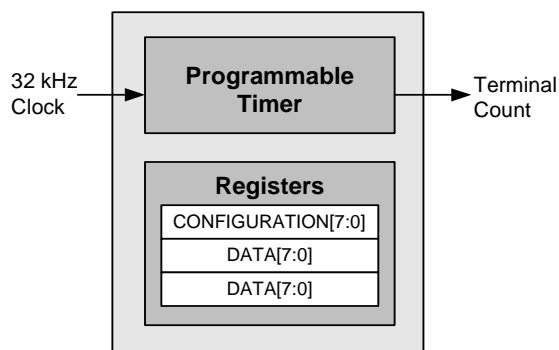 32 kHz
Clock
Programmable
Timer
Terminal
Count
Registers
CONFIGURATION[7:0]
DATA[7:0]
DATA[7:0]